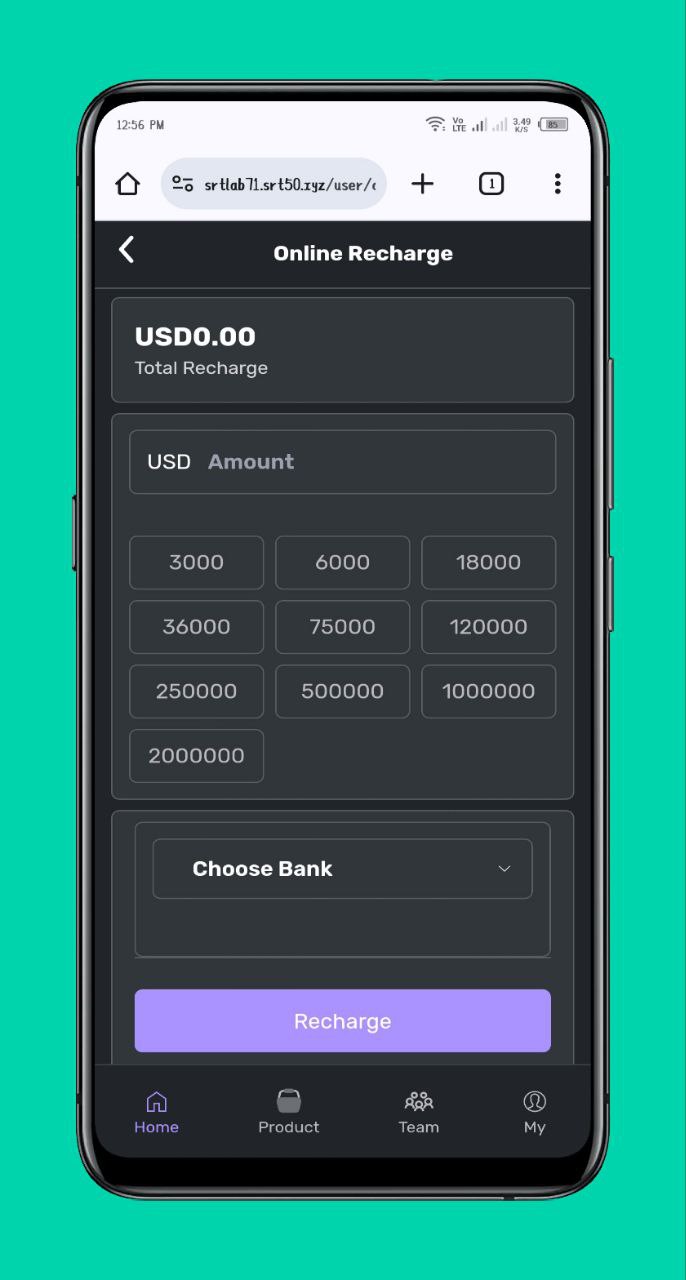 12:56 PM
Vo LTE
3.49 K/S
85
srtlab71.srt50.xyz/user/
1
Online Recharge
USD0.00
Total Recharge
USD Amount
3000 6000 18000
36000 75000 120000
250000 500000 1000000
2000000
Choose Bank
Recharge
Home Product Team My